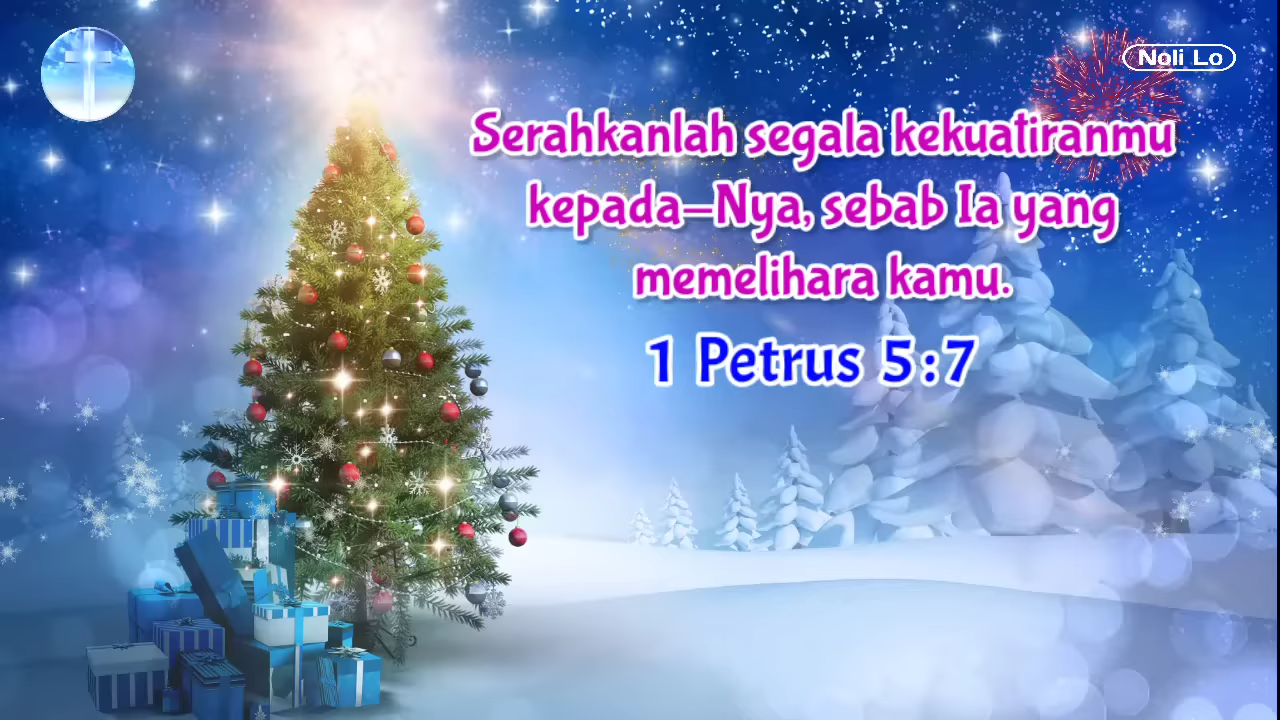 Noli Lo
Serahkanlah segala kekuatiranmu
kepada–Nya, sebab Ia yang
memelihara kamu.
1 Petrus 5:7